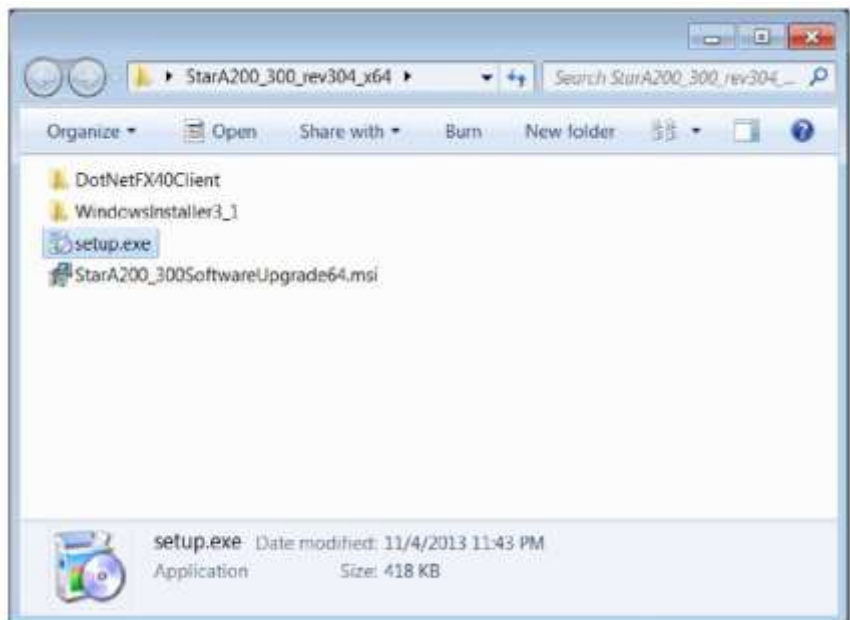 StarA200_300_rev304_x64
Search StarA200_300_rev304_...
Organize Open Share with Burn New folder
DotNetFX40Client
WindowsInstaller3_1
setup.exe
StarA200_300SoftwareUpgrade64.msi
setup.exe Date modified: 11/4/2013 11:43 PM
Application Size: 418 KB